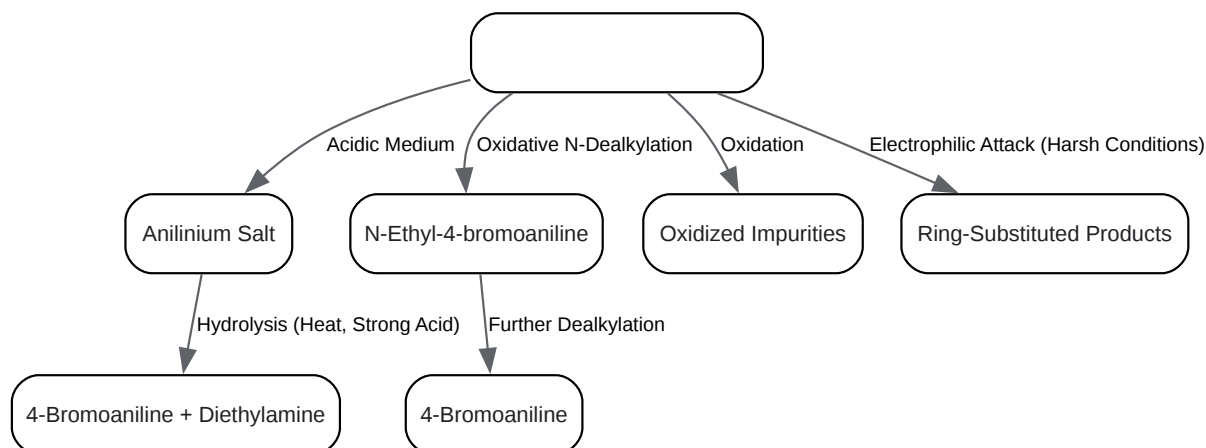 Acidic Medium
Oxidative N-Dealkylation
Oxidation
Electrophilic Attack (Harsh Conditions)
Anilinium Salt
N-Ethyl-4-bromoaniline
Oxidized Impurities
Ring-Substituted Products
Hydrolysis (Heat, Strong Acid)
Further Dealkylation
4-Bromoaniline + Diethylamine
4-Bromoaniline